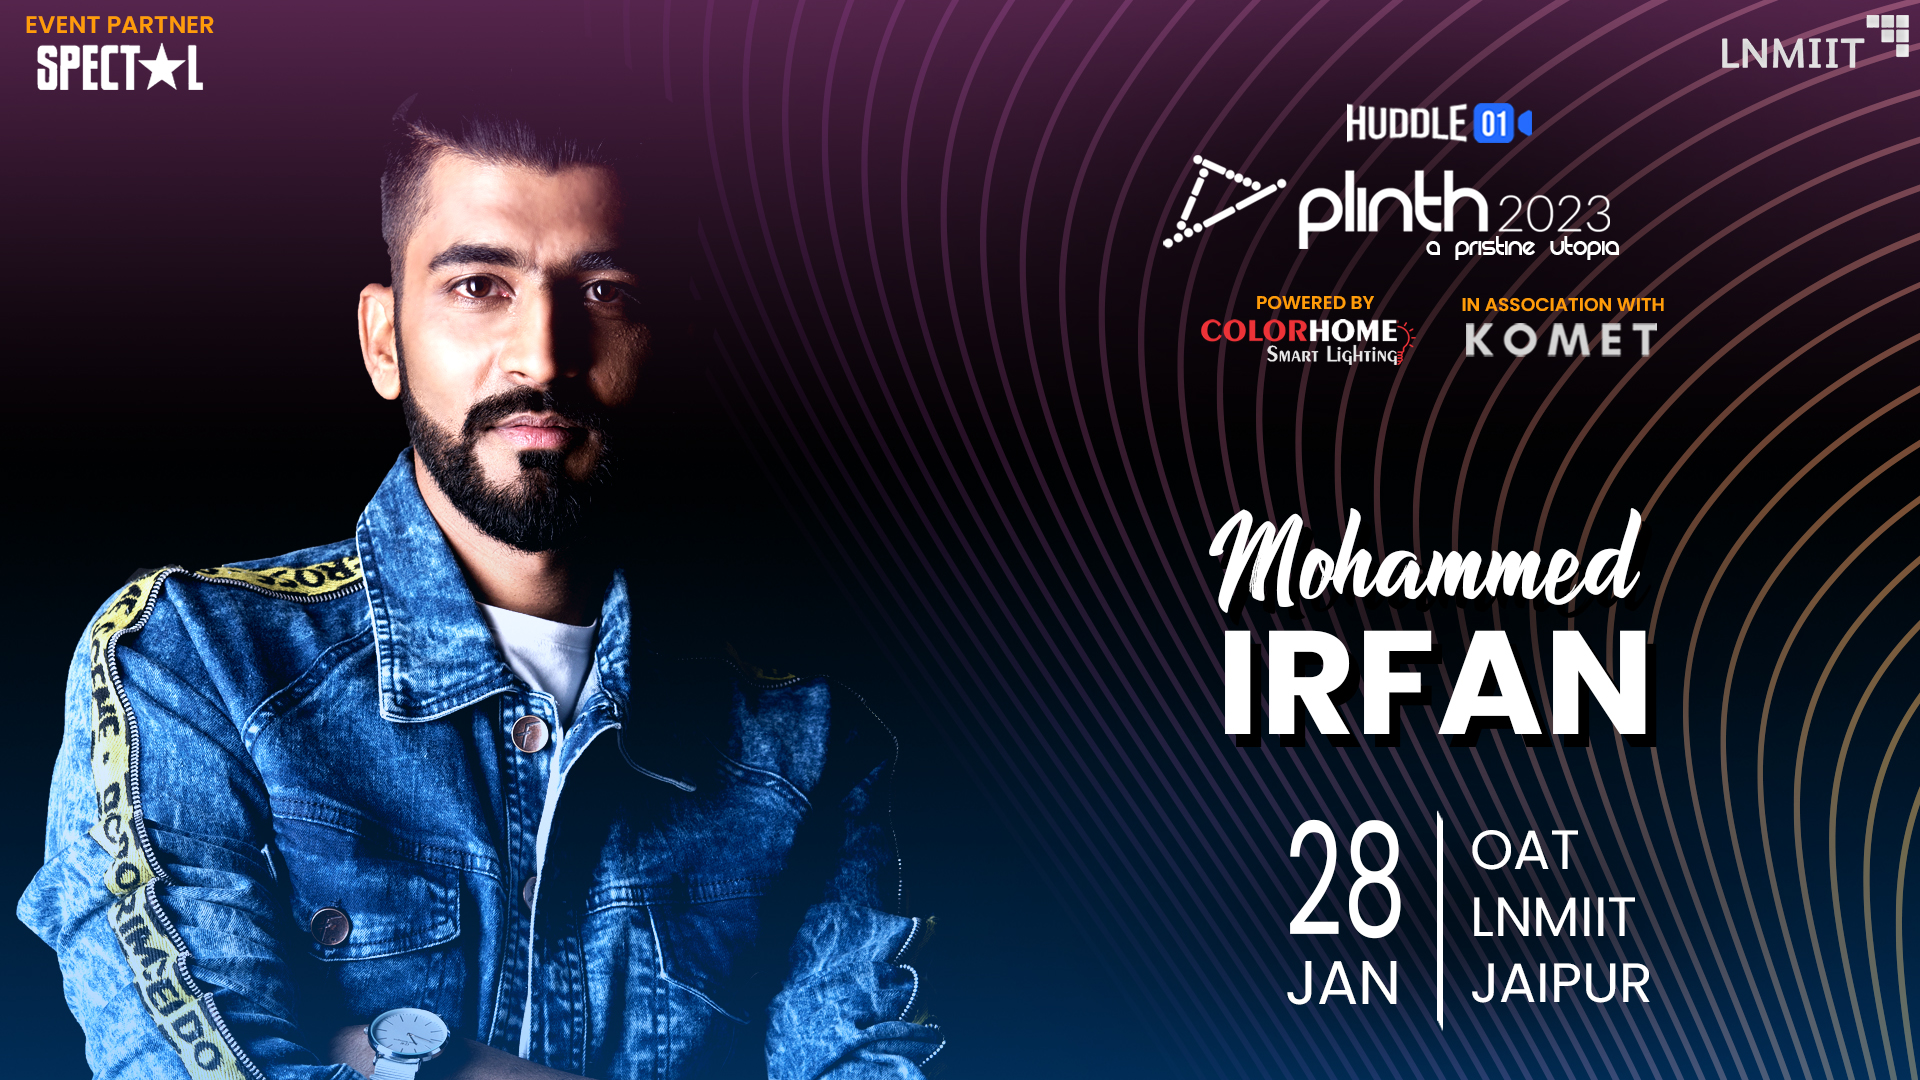 EVENT PARTNER
SPECTAL
LNMIIT
HUDDLE 01
plinth 2023
a pristine utopia
POWERED BY
COLORHOME
SMART LIGHTING
IN ASSOCIATION WITH
KOMET
Mohammed
IRFAN
28
JAN
OAT
LNMIIT
JAIPUR